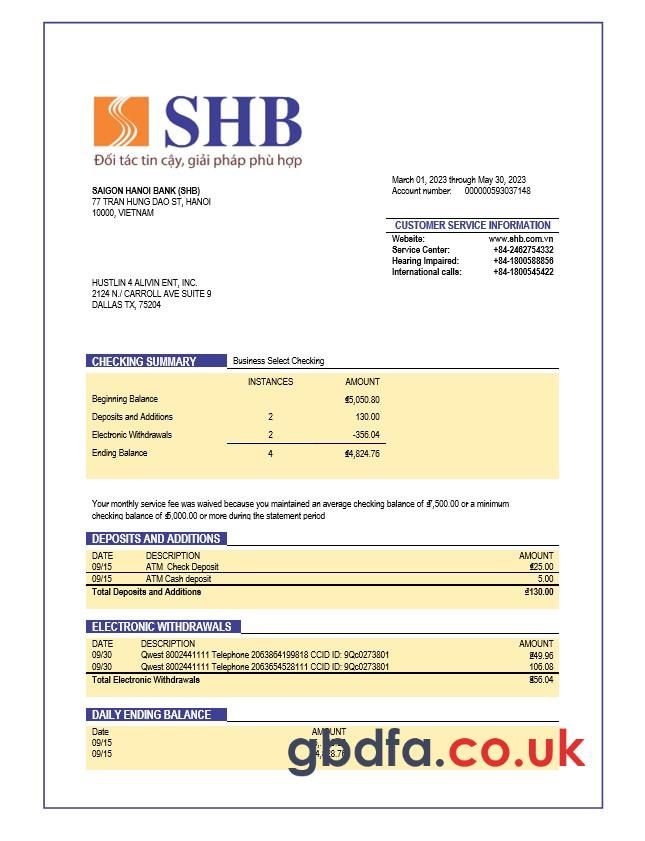 SHB
Đối tác tin cậy, giải pháp phù hợp
March 01, 2023 through May 30, 2023
Account number: 000000593037148
SAIGON HANOI BANK (SHB)
77 TRAN HUNG DAO ST, HANOI
10000, VIETNAM
CUSTOMER SERVICE INFORMATION
Website: www.shb.com.vn
Service Center: +84-2462754332
Hearing Impaired: +84-1800588856
International calls: +84-1800545422
HUSTLIN 4 ALIVIN ENT, INC.
2124 N./ CARROLL AVE SUITE 9
DALLAS TX, 75204
CHECKING SUMMARY Business Select Checking
INSTANCES AMOUNT
Beginning Balance ₫5,050.80
Deposits and Additions 2 130.00
Electronic Withdrawals 2 -356.04
Ending Balance 4 ₫4,824.76
Your monthly service fee was waived because you maintained an average checking balance of ₫7,500.00 or a minimum
checking balance of ₫5,000.00 or more during the statement period
DEPOSITS AND ADDITIONS
DATE DESCRIPTION AMOUNT
09/15 ATM Check Deposit ₫25.00
09/15 ATM Cash deposit 5.00
Total Deposits and Additions ₫130.00
ELECTRONIC WITHDRAWALS
DATE DESCRIPTION AMOUNT
09/30 Qwest 8002441111 Telephone 2063864199818 CCID ID: 9Qc0273801
09/30 Qwest 8002441111 Telephone 2063654528111 CCID ID: 9Qc0273801 106.08
Total Electronic Withdrawals
DAILY ENDING BALANCE
Date AMOUNT
09/15
09/15
gbdfa.co.uk